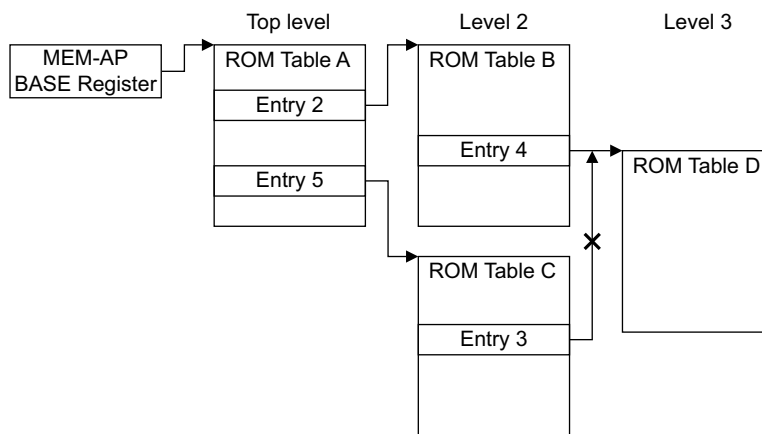 Top level
Level 2
Level 3
MEM-AP
BASE Register
ROM Table A
Entry 2
Entry 5
ROM Table B
Entry 4
ROM Table C
Entry 3
ROM Table D